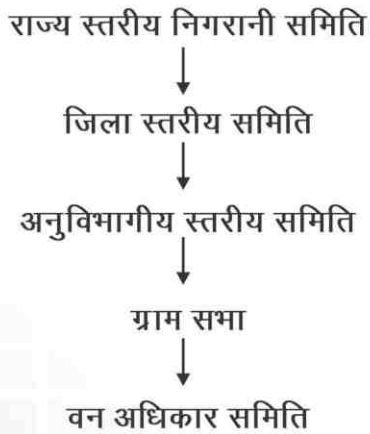 राज्य स्तरीय निगरानी समिति
जिला स्तरीय समिति
अनुविभागीय स्तरीय समिति
ग्राम सभा
वन अधिकार समिति